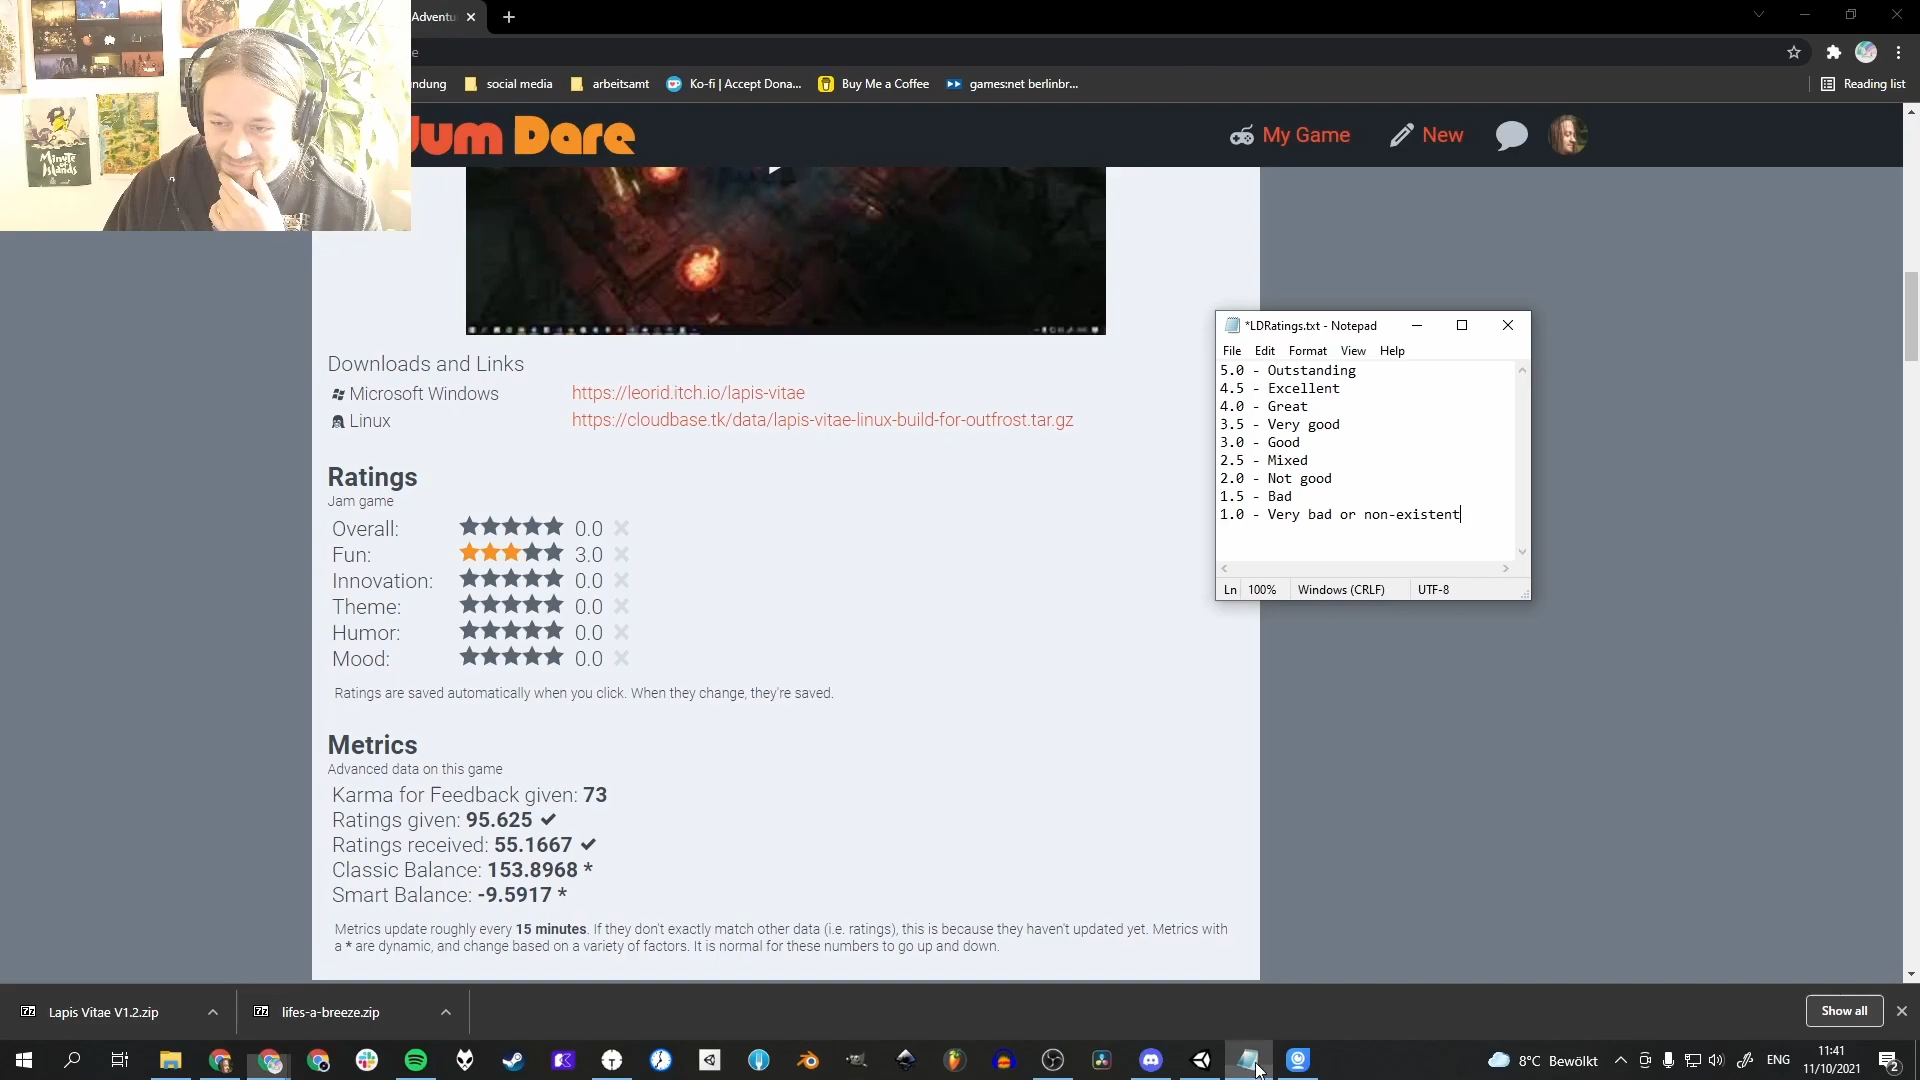 Adventu
e
ndung
social media
arbeitsamt
Ko-fi | Accept Dona...
Buy Me a Coffee
games:net berlinbr...
Reading list
Minute of Islands
Dare
My Game
New
*LDRatings.txt - Notepad
File Edit Format View Help
5.0 - Outstanding
4.5 - Excellent
4.0 - Great
3.5 - Very good
3.0 - Good
2.5 - Mixed
2.0 - Not good
1.5 - Bad
1.0 - Very bad or non-existent
Ln 100% Windows (CRLF) UTF-8
Downloads and Links
Microsoft Windows https://leorid.itch.io/lapis-vitae
Linux https://cloudbase.tk/data/lapis-vitae-linux-build-for-outfrost.tar.gz
Ratings
Jam game
Overall: 0.0
Fun: 3.0
Innovation: 0.0
Theme: 0.0
Humor: 0.0
Mood: 0.0
Ratings are saved automatically when you click. When they change, they're saved.
Metrics
Advanced data on this game
Karma for Feedback given: 73
Ratings given: 95.625
Ratings received: 55.1667
Classic Balance: 153.8968 *
Smart Balance: -9.5917 *
Metrics update roughly every 15 minutes. If they don't exactly match other data (i.e. ratings), this is because they haven't updated yet. Metrics with
a * are dynamic, and change based on a variety of factors. It is normal for these numbers to go up and down.
Lapis Vitae V1.2.zip
lifes-a-breeze.zip
Show all
8°C Bewölkt
ENG
11:41
11/10/2021
2